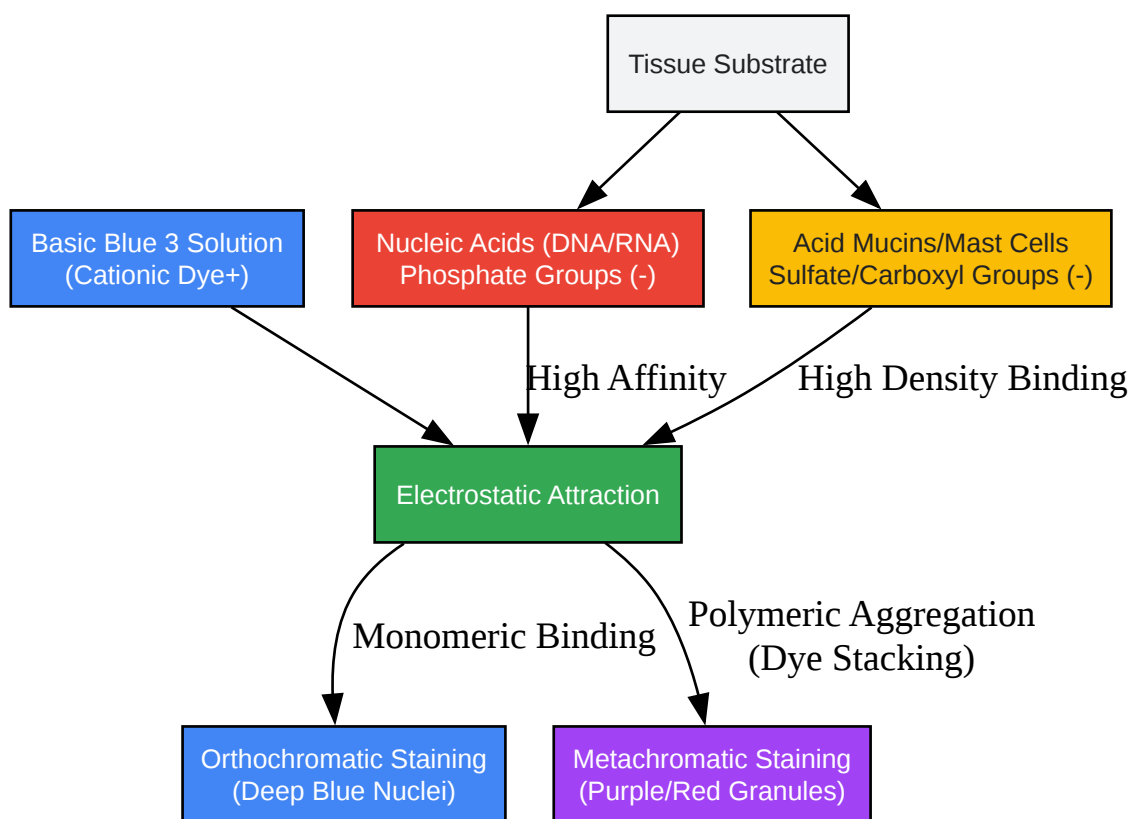 Tissue Substrate
Basic Blue 3 Solution
(Cationic Dye+)
Nucleic Acids (DNA/RNA)
Phosphate Groups (-)
Acid Mucins/Mast Cells
Sulfate/Carboxyl Groups (-)
High Affinity
High Density Binding
Electrostatic Attraction
Monomeric Binding
Polymeric Aggregation
(Dye Stacking)
Orthochromatic Staining
(Deep Blue Nuclei)
Metachromatic Staining
(Purple/Red Granules)